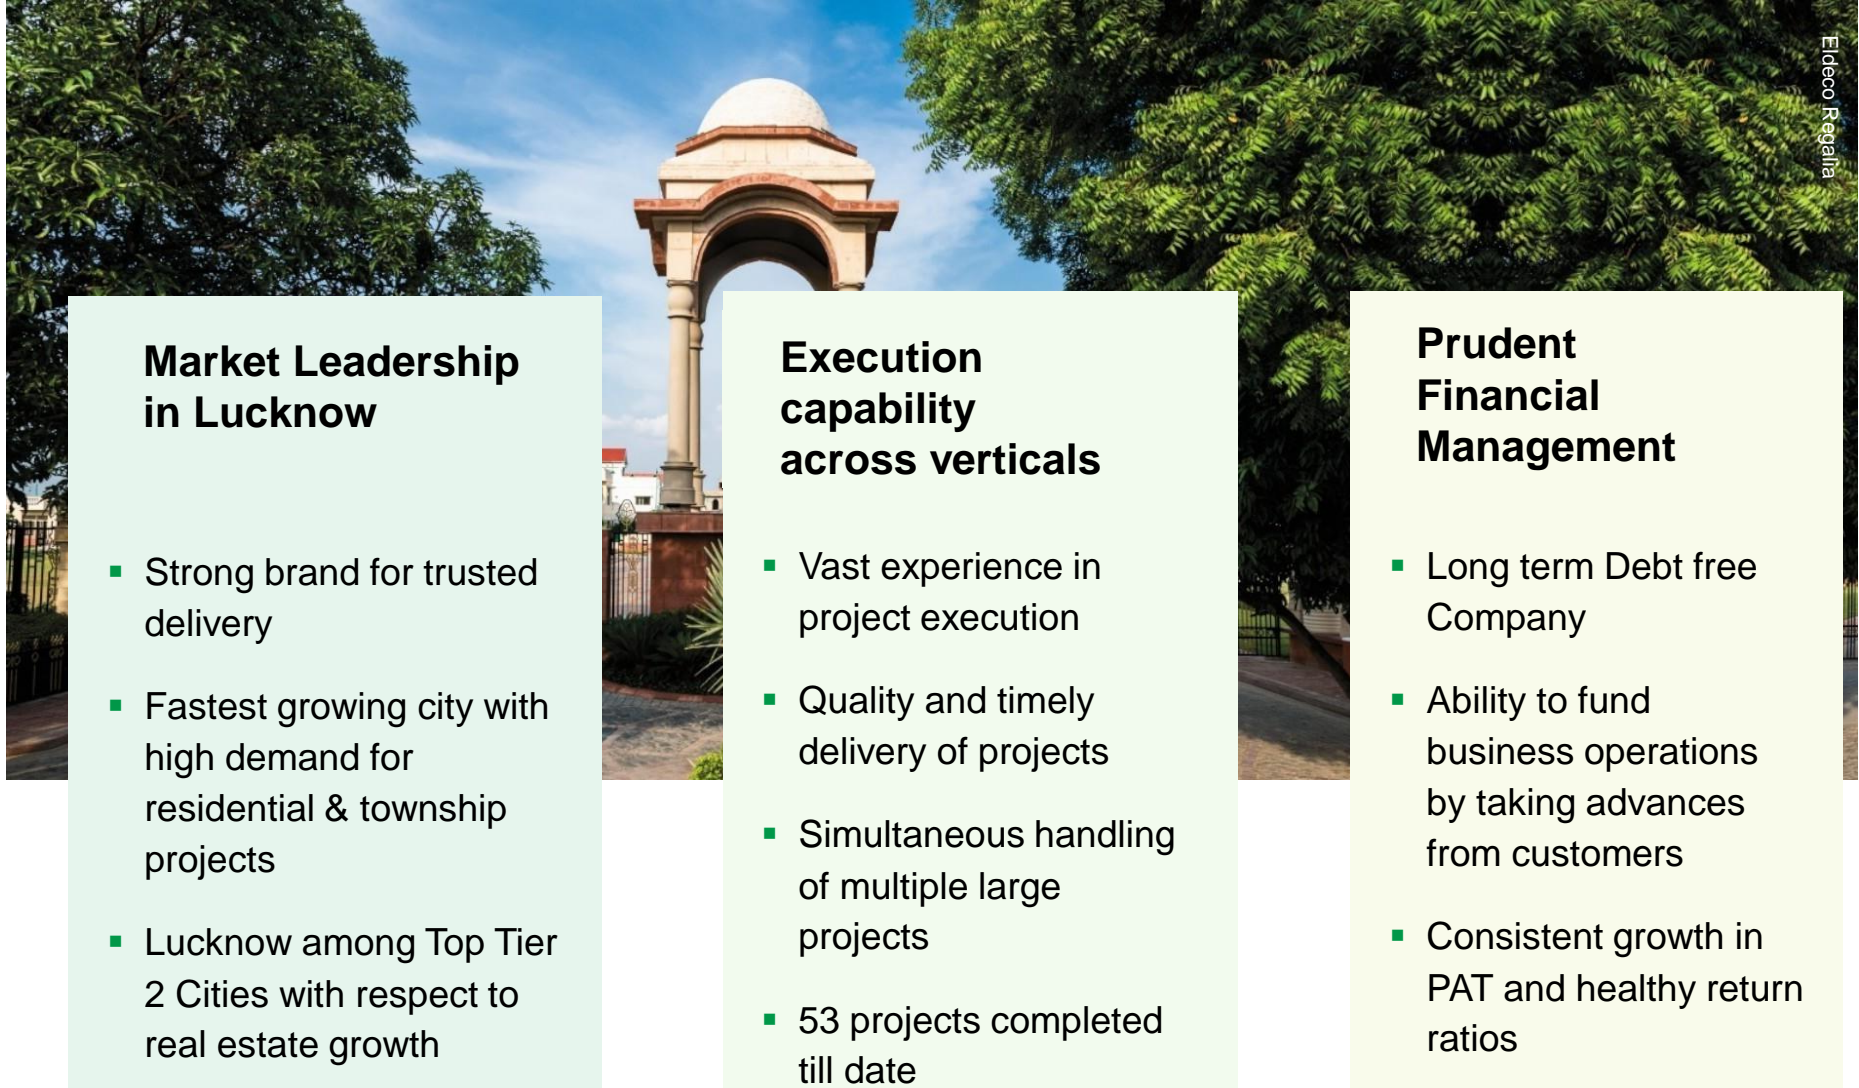 Eldeco Regalia
Market Leadership
in Lucknow
▪ Strong brand for trusted
delivery
▪ Fastest growing city with
high demand for
residential & township
projects
▪ Lucknow among Top Tier
2 Cities with respect to
real estate growth
Execution
capability
across verticals
▪ Vast experience in
project execution
▪ Quality and timely
delivery of projects
▪ Simultaneous handling
of multiple large
projects
▪ 53 projects completed
till date
Prudent
Financial
Management
▪ Long term Debt free
Company
▪ Ability to fund
business operations
by taking advances
from customers
▪ Consistent growth in
PAT and healthy return
ratios